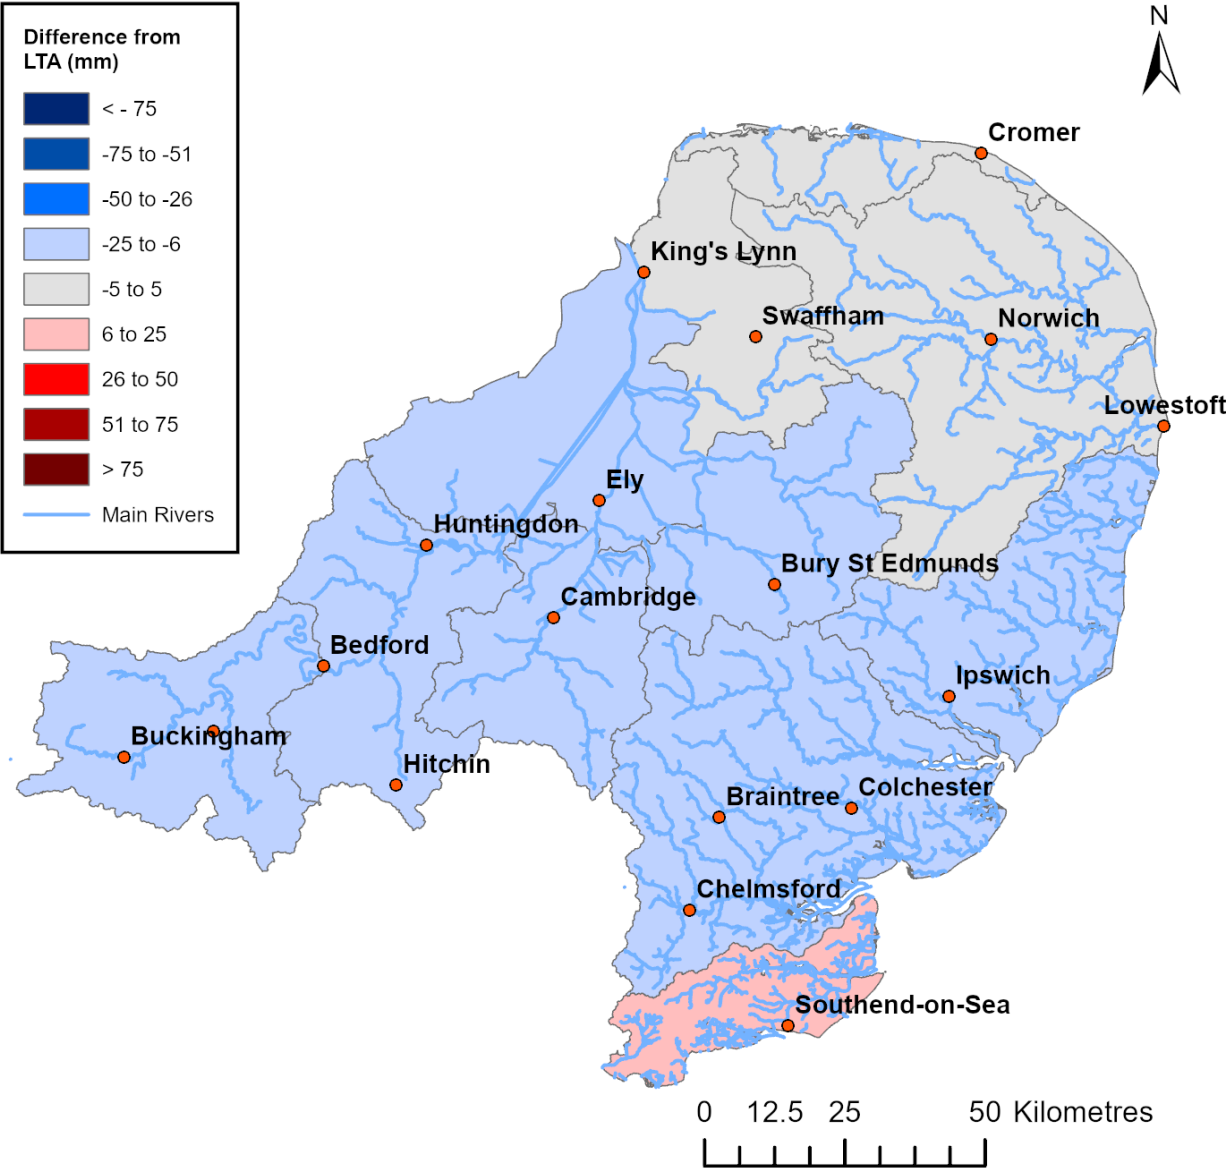 Difference from
LTA (mm)
< - 75
-75 to -51
-50 to -26
-25 to -6
-5 to 5
6 to 25
26 to 50
51 to 75
> 75
Main Rivers
N
Cromer
King's Lynn
Swaffham
Norwich
Lowestoft
Ely
Huntingdon
Bury St Edmunds
Cambridge
Bedford
Ipswich
Buckingham
Hitchin
Braintree
Colchester
Chelmsford
Southend-on-Sea
0 12.5 25 50 Kilometres